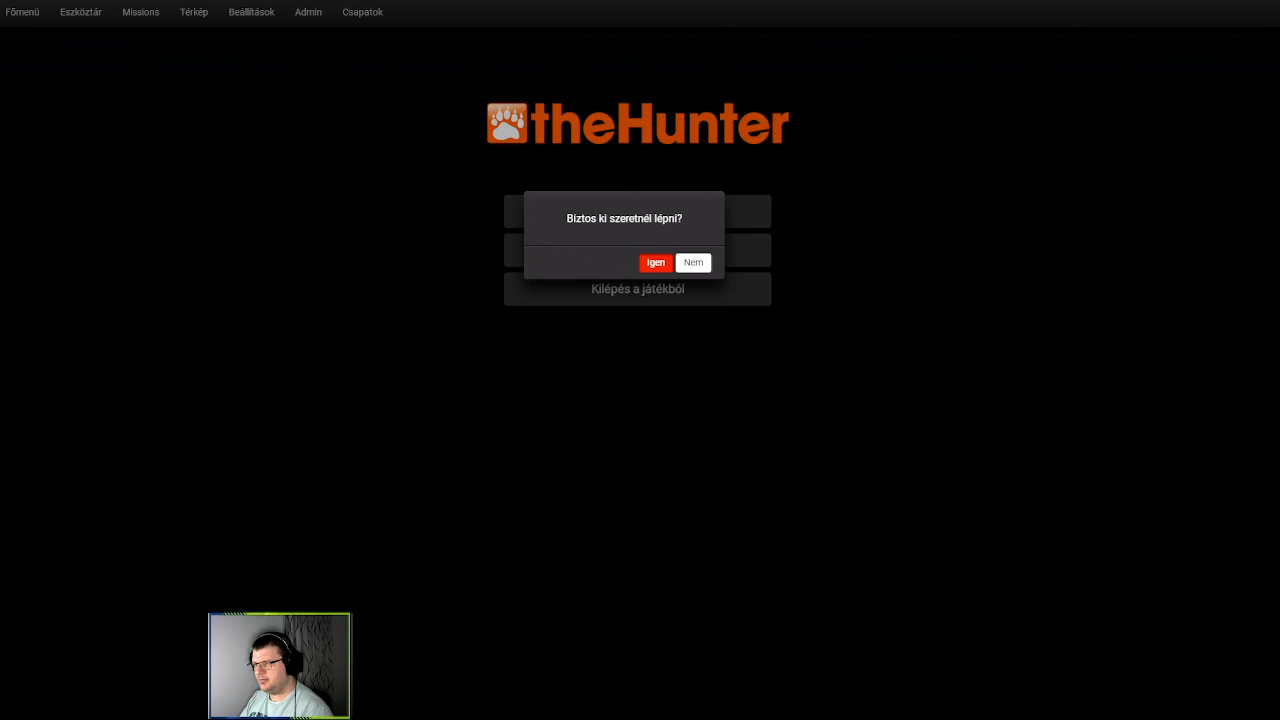 Főmenü Eszköztár Missions Térkép Beállítások Admin Csapatok
theHunter
Biztos ki szeretnél lépni?
Igen Nem
Kilépés a játékból